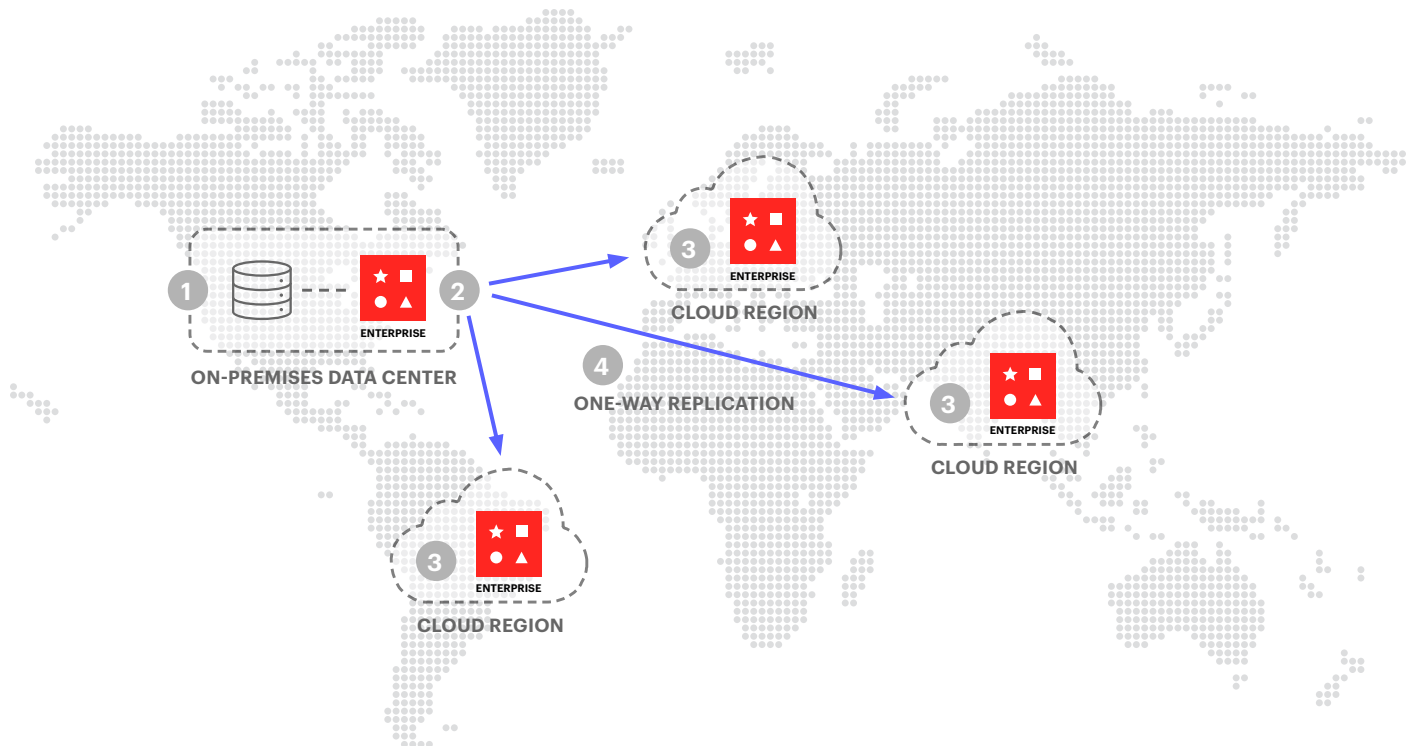 3
ENTERPRISE
CLOUD REGION
1
2
ENTERPRISE
ON-PREMISES DATA CENTER
4
ONE-WAY REPLICATION
3
ENTERPRISE
CLOUD REGION
3
ENTERPRISE
CLOUD REGION